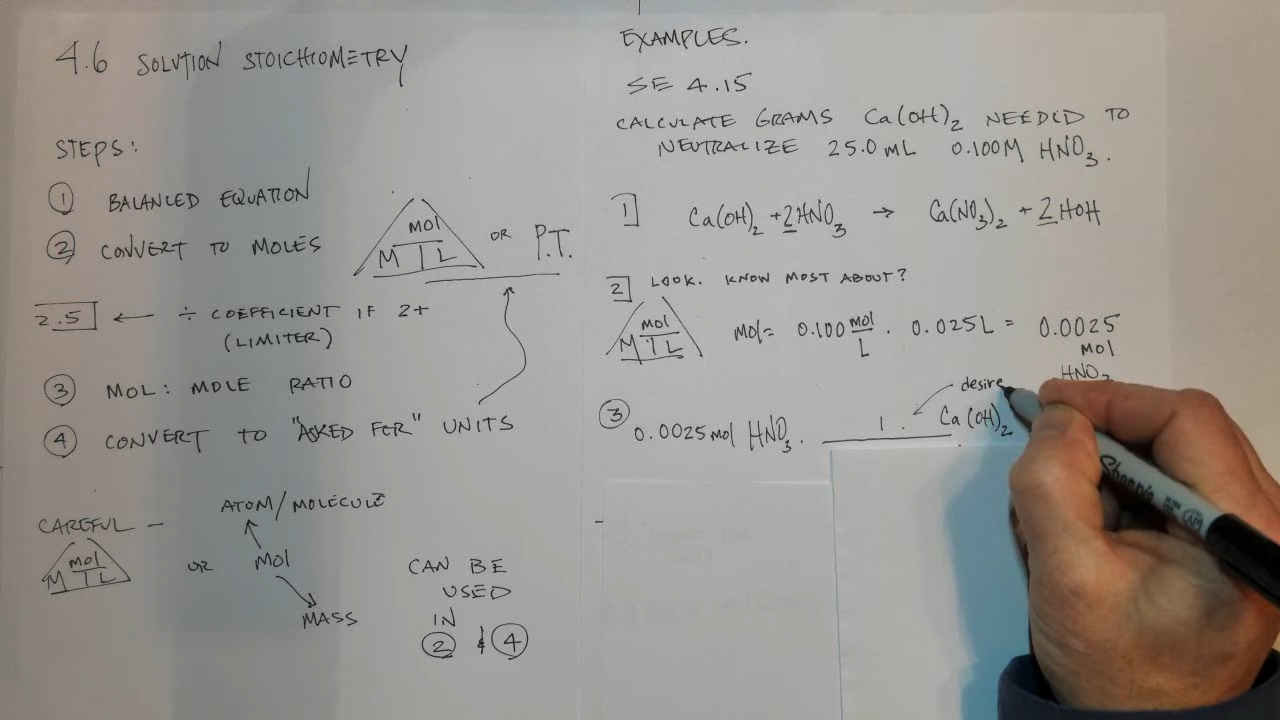 4.6 SOLUTION STOICHIOMETRY
STEPS:
① BALANCED EQUATION
② CONVERT TO MOLES
mol
M L
OR P.T.
2.5 ← ÷ COEFFICIENT IF 2+
(LIMITER)
③ MOL: MOLE RATIO
④ CONVERT TO "ASKED FOR" UNITS
CAREFUL -
mol
M L
OR
ATOM/MOLECULE
mol
MASS
CAN BE
USED
IN
② & ④
EXAMPLES.
SE 4.15
CALCULATE GRAMS Ca(OH)₂ NEEDED TO
NEUTRALIZE 25.0 mL 0.100M HNO₃.
1 Ca(OH)₂ + 2HNO₃ → Ca(NO₃)₂ + 2HOH
2 LOOK. KNOW MOST ABOUT?
mol
M L
mol = 0.100 mol/L · 0.025L = 0.0025
mol
HNO₃
desire
③ 0.0025 mol HNO₃ · 1 . Ca(OH)₂
Sharpie